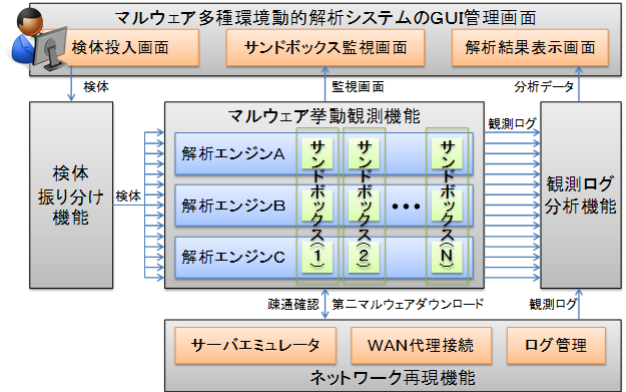 マルウェア多種環境動的解析システムのGUI管理画面
検体投入画面
サンドボックス監視画面
解析結果表示画面
検体
監視画面
分析データ
検体
振り分け
機能
検体
マルウェア挙動観測機能
解析エンジンA
解析エンジンB
解析エンジンC
サンドボックス(1)
サンドボックス(2)
•••
サンドボックス(N)
観測ログ
観測ログ
分析機能
疎通確認
第二マルウェアダウンロード
観測ログ
サーバエミュレータ
WAN代理接続
ログ管理
ネットワーク再現機能